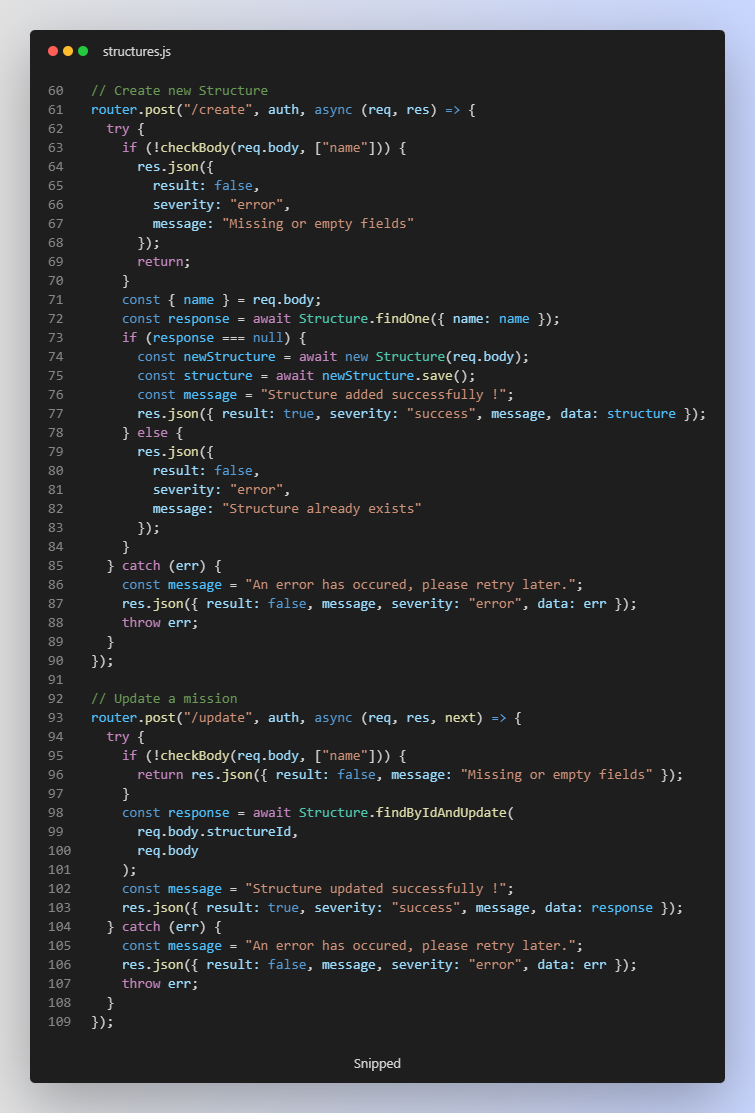 structures.js
60 // Create new Structure
61 router.post("/create", auth, async (req, res) => {
62   try {
63     if (!checkBody(req.body, ["name"])) {
64       res.json({
65         result: false,
66         severity: "error",
67         message: "Missing or empty fields"
68       });
69       return;
70     }
71     const { name } = req.body;
72     const response = await Structure.findOne({ name: name });
73     if (response === null) {
74       const newStructure = await new Structure(req.body);
75       const structure = await newStructure.save();
76       const message = "Structure added successfully !";
77       res.json({ result: true, severity: "success", message, data: structure });
78     } else {
79       res.json({
80         result: false,
81         severity: "error",
82         message: "Structure already exists"
83       });
84     }
85   } catch (err) {
86     const message = "An error has occured, please retry later.";
87     res.json({ result: false, message, severity: "error", data: err });
88     throw err;
89   }
90 });
91
92 // Update a mission
93 router.post("/update", auth, async (req, res, next) => {
94   try {
95     if (!checkBody(req.body, ["name"])) {
96       return res.json({ result: false, message: "Missing or empty fields" });
97     }
98     const response = await Structure.findByIdAndUpdate(
99       req.body.structureId,
100       req.body
101     );
102     const message = "Structure updated successfully !";
103     res.json({ result: true, severity: "success", message, data: response });
104   } catch (err) {
105     const message = "An error has occured, please retry later.";
106     res.json({ result: false, message, severity: "error", data: err });
107     throw err;
108   }
109 });
Snipped